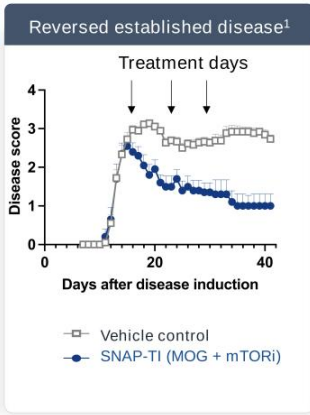 Reversed established disease¹
Treatment days
4
3
2
1
0
Disease score
0
20
40
Days after disease induction
Vehicle control
SNAP-TI (MOG + mTORi)